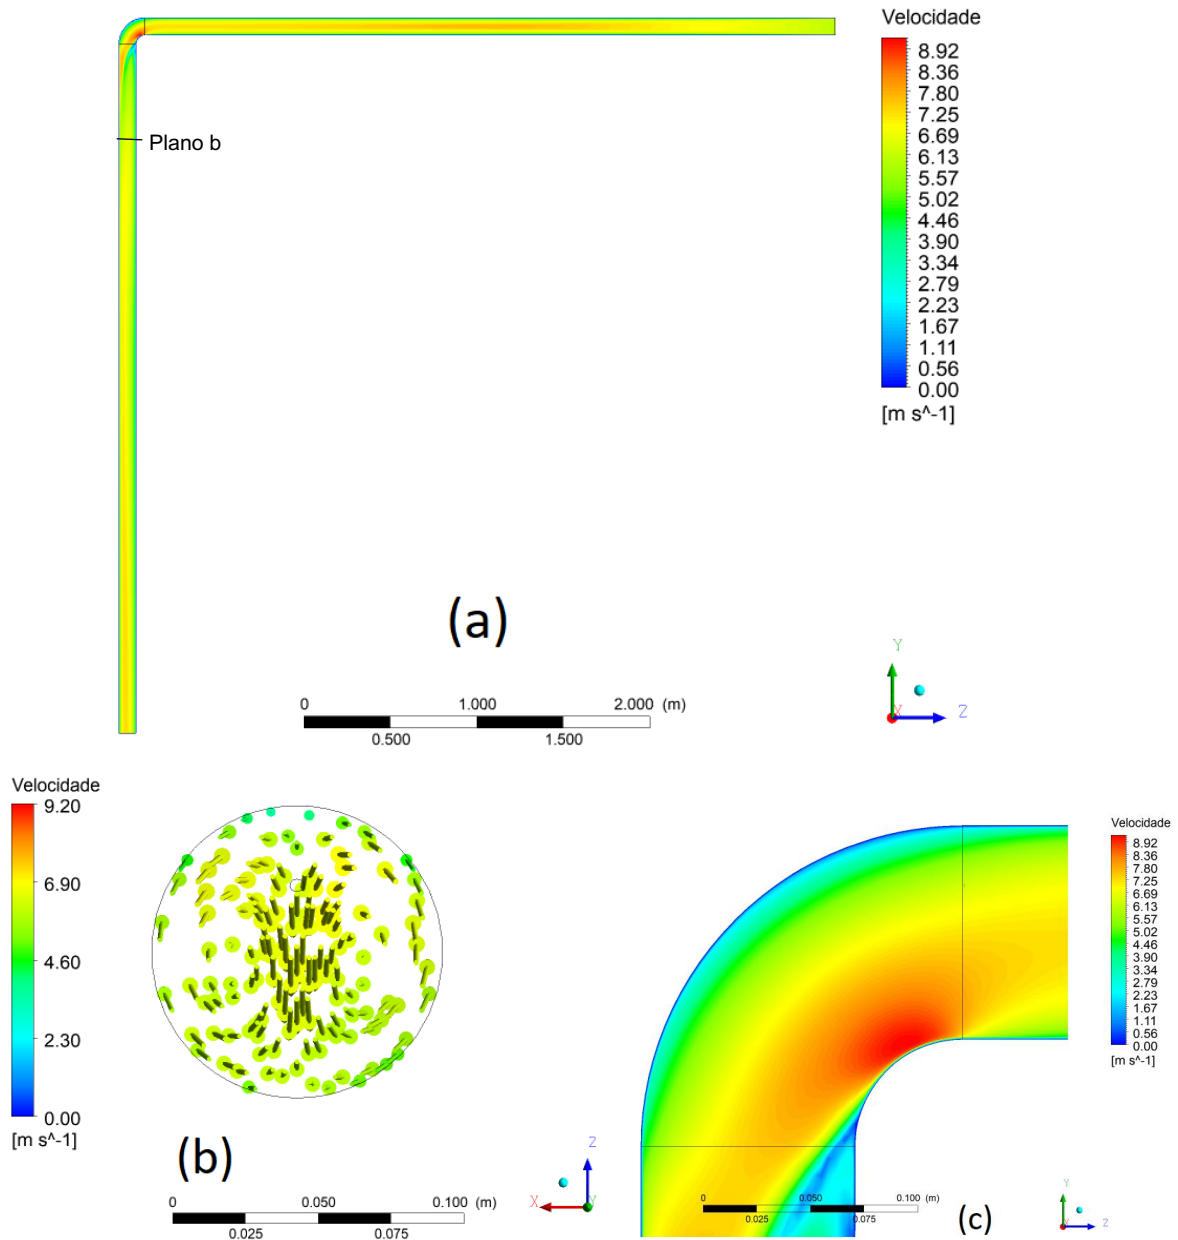 Velocidade
8.92
8.36
7.80
7.25
6.69
6.13
5.57
5.02
4.46
3.90
3.34
2.79
2.23
1.67
1.11
0.56
0.00
[m s^-1]
Plano b
(a)
0 1.000 2.000 (m)
0.500 1.500
Y
X Z
Velocidade
9.20
6.90
4.60
2.30
0.00
[m s^-1]
(b)
0 0.050 0.100 (m)
0.025 0.075
Z
X Y
Velocidade
8.92
8.36
7.80
7.25
6.69
6.13
5.57
5.02
4.46
3.90
3.34
2.79
2.23
1.67
1.11
0.56
0.00
[m s^-1]
0 0.050 0.100 (m)
0.025 0.075
(c)
Y
X Z